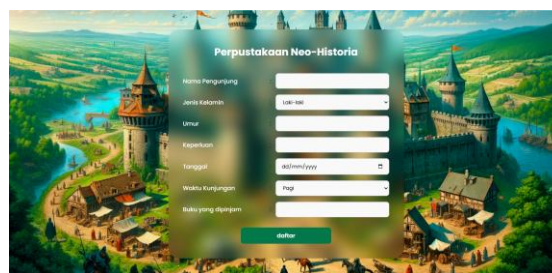 Perpustakaan Neo-Historia
Nama Pengunjung
Jenis Kelamin Laki-laki
Umur
Keperluan
Tanggal dd/mm/yyyy
Waktu Kunjungan Pagi
Buku yang dipinjam
daftar